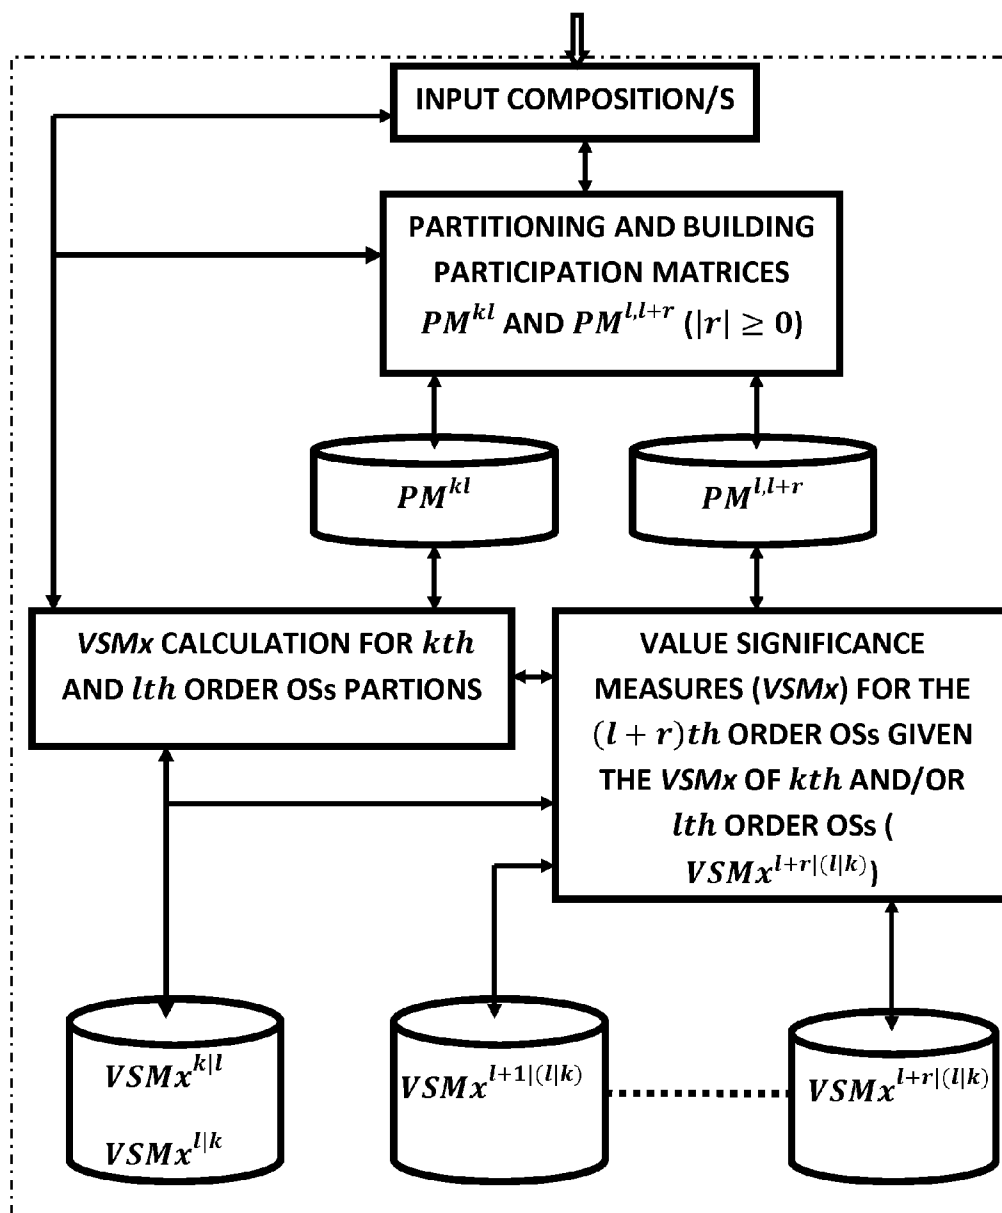 INPUT COMPOSITION/S
PARTITIONING AND BUILDING
PARTICIPATION MATRICES
PM^{kl} AND PM^{l,l+r} (|r| ≥ 0)
PM^{kl}
PM^{l,l+r}
VSMx CALCULATION FOR kth
AND lth ORDER OSs PARTIONS
VALUE SIGNIFICANCE
MEASURES (VSMx) FOR THE
(l + r)th ORDER OSs GIVEN
THE VSMx OF kth AND/OR
lth ORDER OSs (
VSMx^{l+r|(l|k)})
VSMx^{k|l}
VSMx^{l|k}
VSMx^{l+1|(l|k)}
VSMx^{l+r|(l|k)}